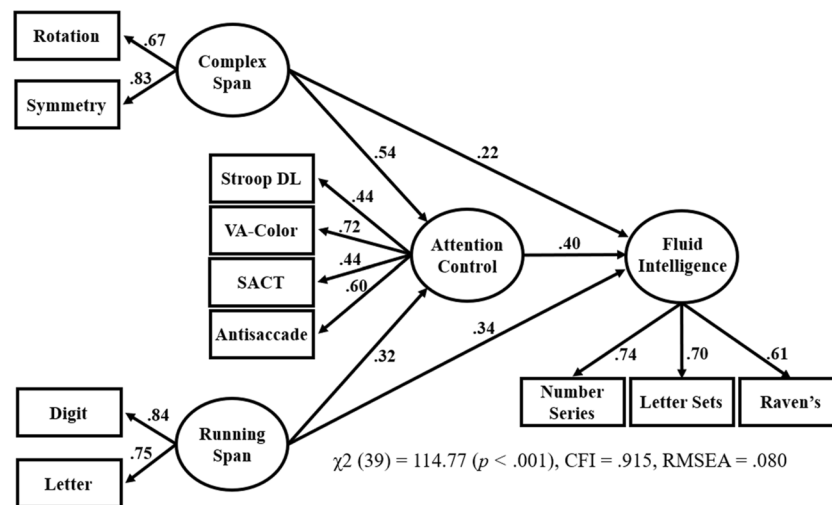 Rotation
.67
Complex
Span
Symmetry
.83
.54
.22
Stroop DL
.44
VA-Color
.72
SACT
.44
Antisaccade
.60
Attention
Control
.40
Fluid
Intelligence
.32
.34
.74
.70
.61
Number
Series
Letter Sets
Raven's
Digit
.84
Running
Span
Letter
.75
χ2 (39) = 114.77 (p < .001), CFI = .915, RMSEA = .080